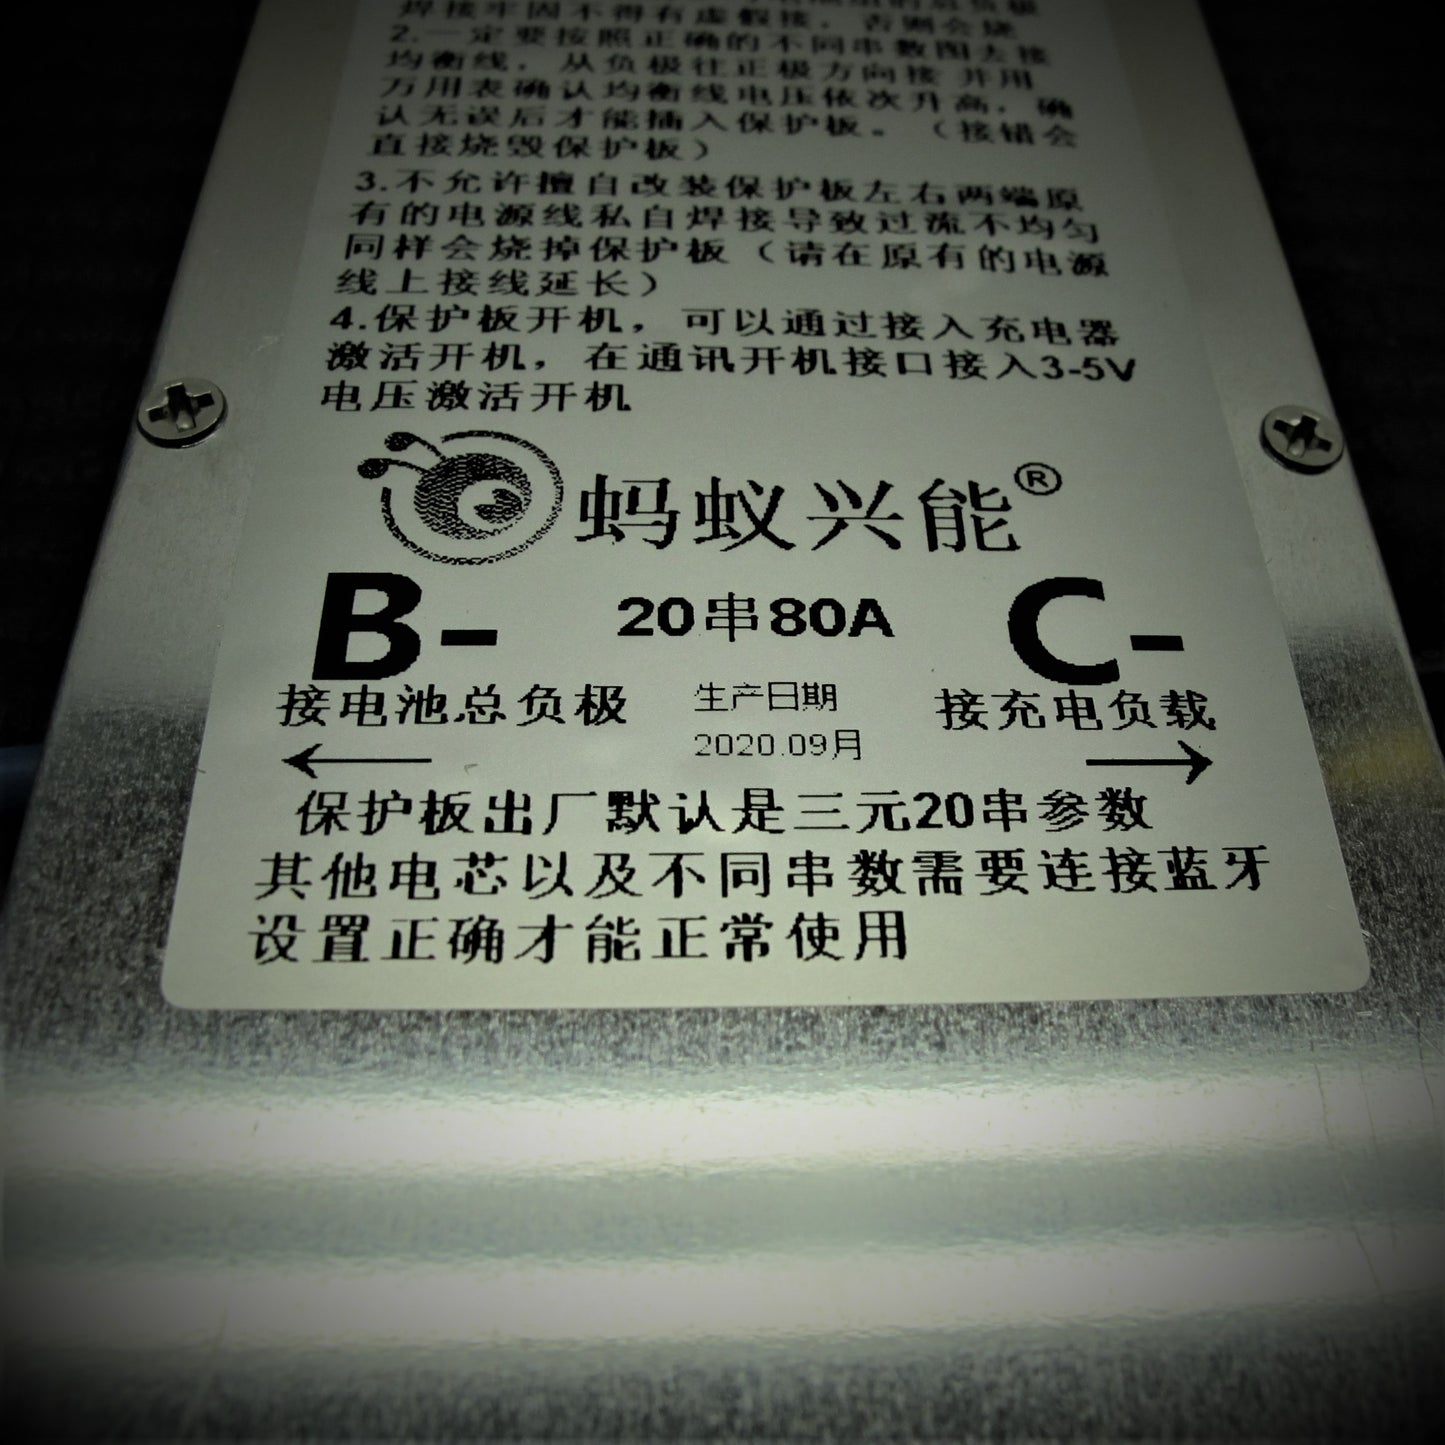 焊接牢固不得有虚假接，否则会烧
2.一定要按照正确的不同串数图去接
均衡线，从负极往正极方向接 并用
万用表确认均衡线电压依次升高，确
认无误后才能插入保护板。（接错会
直接烧毁保护板）
3.不允许擅自改装保护板左右两端原
有的电源线私自焊接导致过流不均匀
同样会烧掉保护板（请在原有的电源
线上接线延长）
4.保护板开机，可以通过接入充电器
激活开机，在通讯开机接口接入3-5V
电压激活开机
蚂蚁兴能®
B- 20串80A C-
接电池总负极 生产日期 接充电负载
← 2020.09月 →
保护板出厂默认是三元20串参数
其他电芯以及不同串数需要连接蓝牙
设置正确才能正常使用